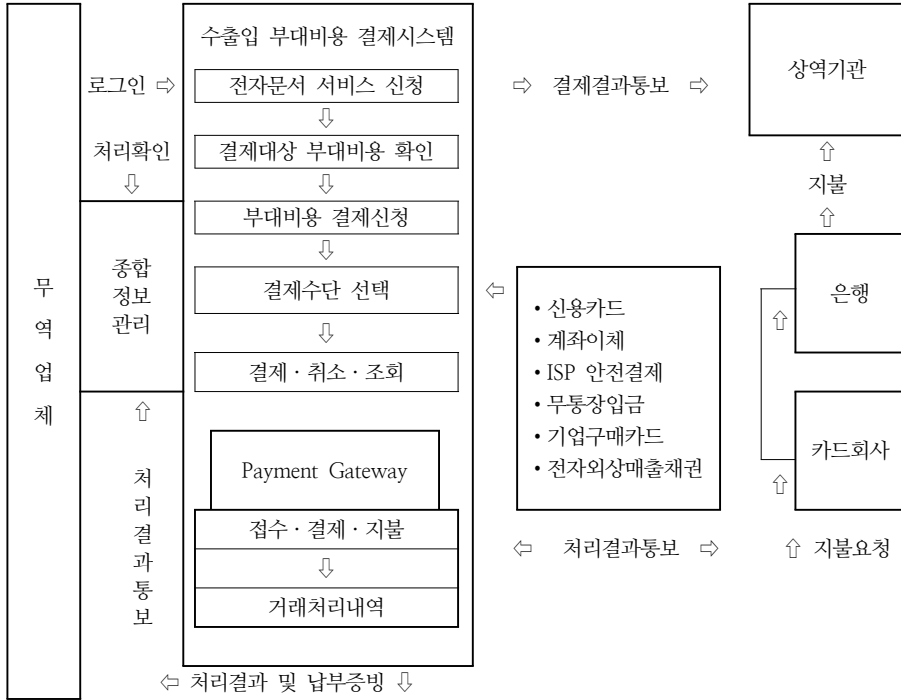 수출입 부대비용 결제시스템
로그인 ⇨
전자문서 서비스 신청
⇨ 결제결과통보 ⇨
상역기관
⇩
처리확인
⇩
결제대상 부대비용 확인
⇧
지불
⇧
⇩
부대비용 결제신청
⇩
무역업체
종합
정보
관리
결제수단 선택
⇦
• 신용카드
• 계좌이체
• ISP 안전결제
• 무통장입금
• 기업구매카드
• 전자외상매출채권
은행
⇧
⇩
결제 · 취소 · 조회
⇧
처리결과통보
Payment Gateway
카드회사
⇧
접수 · 결제 · 지불
⇩
거래처리내역
⇦ 처리결과통보 ⇨
⇧ 지불요청
⇦ 처리결과 및 납부증빙 ⇩